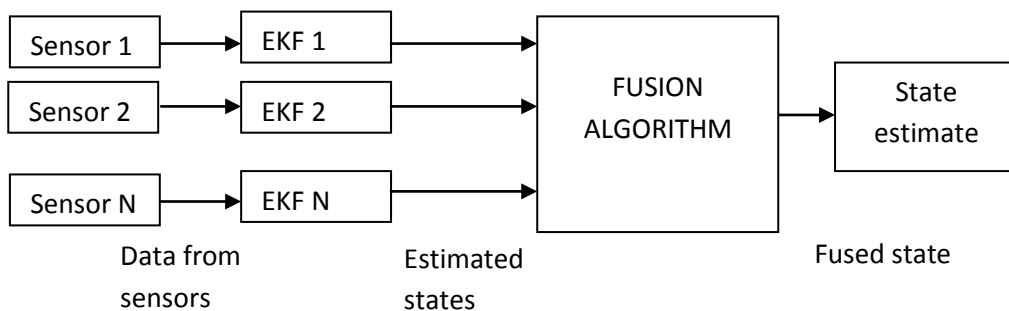 Sensor 1
EKF 1
Sensor 2
EKF 2
Sensor N
EKF N
FUSION
ALGORITHM
State
estimate
Data from
sensors
Estimated
states
Fused state